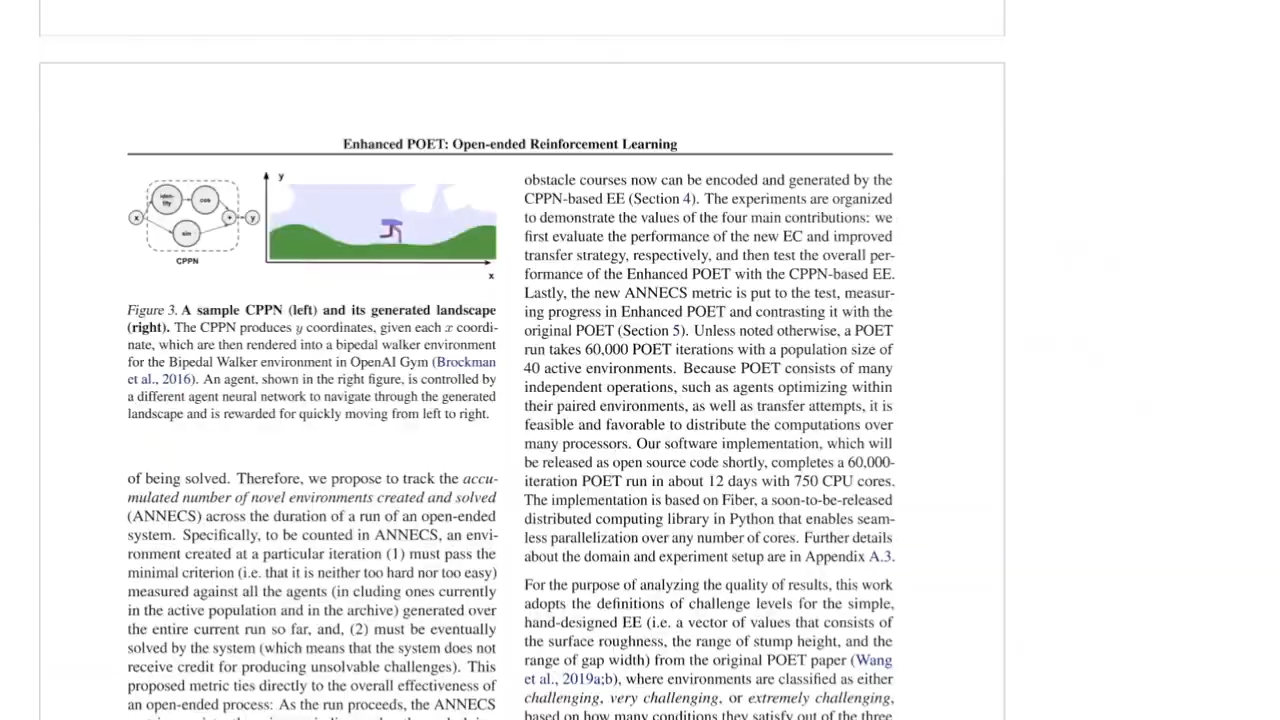 Enhanced POET: Open-ended Reinforcement Learning
iden-
tity
cos
x
+
y
sin
CPPN
y
x
Figure 3. A sample CPPN (left) and its generated landscape
(right). The CPPN produces y coordinates, given each x coordi-
nate, which are then rendered into a bipedal walker environment
for the Bipedal Walker environment in OpenAI Gym (Brockman
et al., 2016). An agent, shown in the right figure, is controlled by
a different agent neural network to navigate through the generated
landscape and is rewarded for quickly moving from left to right.
of being solved. Therefore, we propose to track the accu-
mulated number of novel environments created and solved
(ANNECS) across the duration of a run of an open-ended
system. Specifically, to be counted in ANNECS, an envi-
ronment created at a particular iteration (1) must pass the
minimal criterion (i.e. that it is neither too hard nor too easy)
measured against all the agents (in cluding ones currently
in the active population and in the archive) generated over
the entire current run so far, and, (2) must be eventually
solved by the system (which means that the system does not
receive credit for producing unsolvable challenges). This
proposed metric ties directly to the overall effectiveness of
an open-ended process: As the run proceeds, the ANNECS
obstacle courses now can be encoded and generated by the
CPPN-based EE (Section 4). The experiments are organized
to demonstrate the values of the four main contributions: we
first evaluate the performance of the new EC and improved
transfer strategy, respectively, and then test the overall per-
formance of the Enhanced POET with the CPPN-based EE.
Lastly, the new ANNECS metric is put to the test, measur-
ing progress in Enhanced POET and contrasting it with the
original POET (Section 5). Unless noted otherwise, a POET
run takes 60,000 POET iterations with a population size of
40 active environments. Because POET consists of many
independent operations, such as agents optimizing within
their paired environments, as well as transfer attempts, it is
feasible and favorable to distribute the computations over
many processors. Our software implementation, which will
be released as open source code shortly, completes a 60,000-
iteration POET run in about 12 days with 750 CPU cores.
The implementation is based on Fiber, a soon-to-be-released
distributed computing library in Python that enables seam-
less parallelization over any number of cores. Further details
about the domain and experiment setup are in Appendix A.3.
For the purpose of analyzing the quality of results, this work
adopts the definitions of challenge levels for the simple,
hand-designed EE (i.e. a vector of values that consists of
the surface roughness, the range of stump height, and the
range of gap width) from the original POET paper (Wang
et al., 2019a;b), where environments are classified as either
challenging, very challenging, or extremely challenging,
based on how many conditions they satisfy out of the three